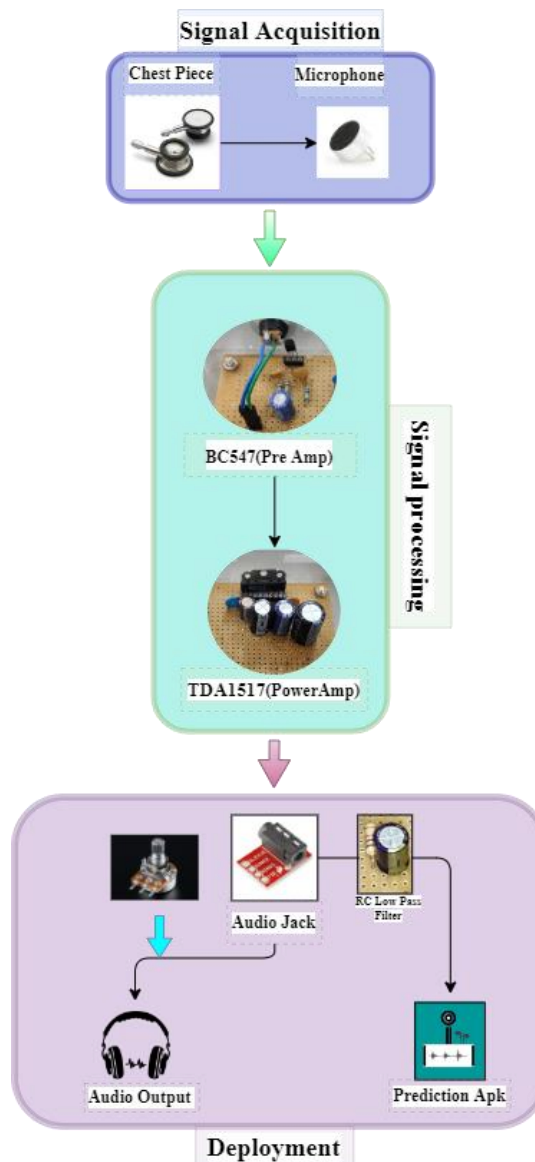 Signal Acquisition
Chest Piece
Microphone
BC547(Pre Amp)
Signal processing
TDA1517(PowerAmp)
Audio Jack
RC Low Pass
Filter
Audio Output
Prediction Apk
Deployment